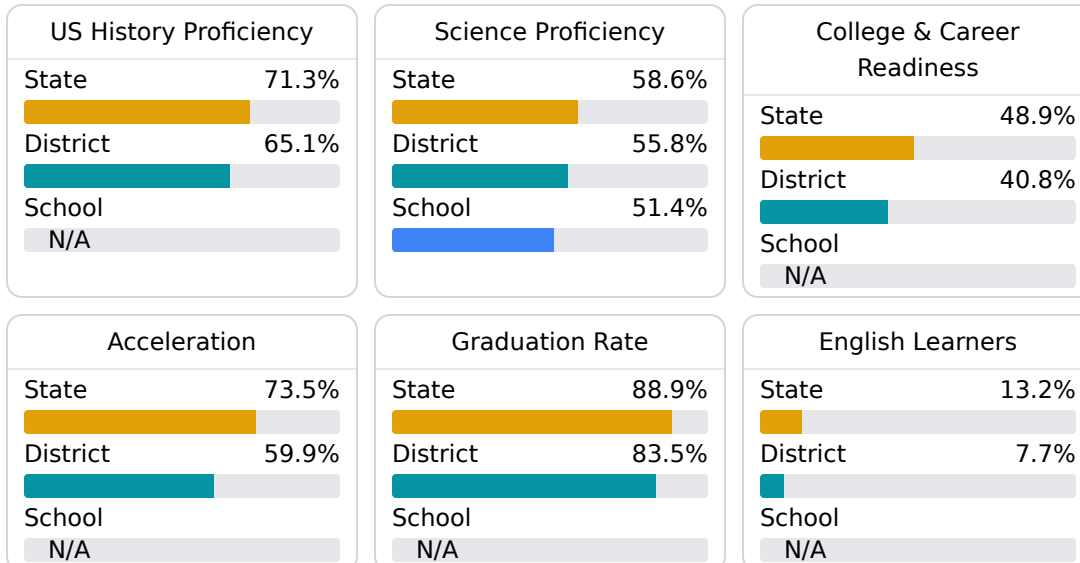 US History Proficiency
State 71.3%
District 65.1%
School
N/A
Science Proficiency
State 58.6%
District 55.8%
School 51.4%
College & Career
Readiness
State 48.9%
District 40.8%
School
N/A
Acceleration
State 73.5%
District 59.9%
School
N/A
Graduation Rate
State 88.9%
District 83.5%
School
N/A
English Learners
State 13.2%
District 7.7%
School
N/A